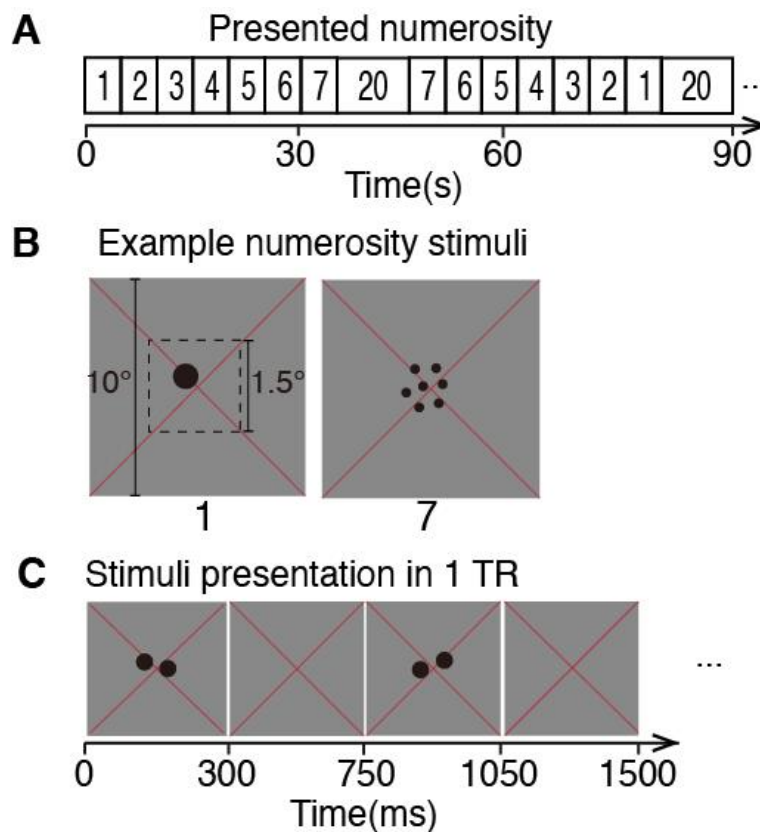 A Presented numerosity
1 2 3 4 5 6 7 20 7 6 5 4 3 2 1 20 ...
0 30 60 90
Time(s)
B Example numerosity stimuli
10° 1.5°
1 7
C Stimuli presentation in 1 TR
...
0 300 750 1050 1500
Time(ms)